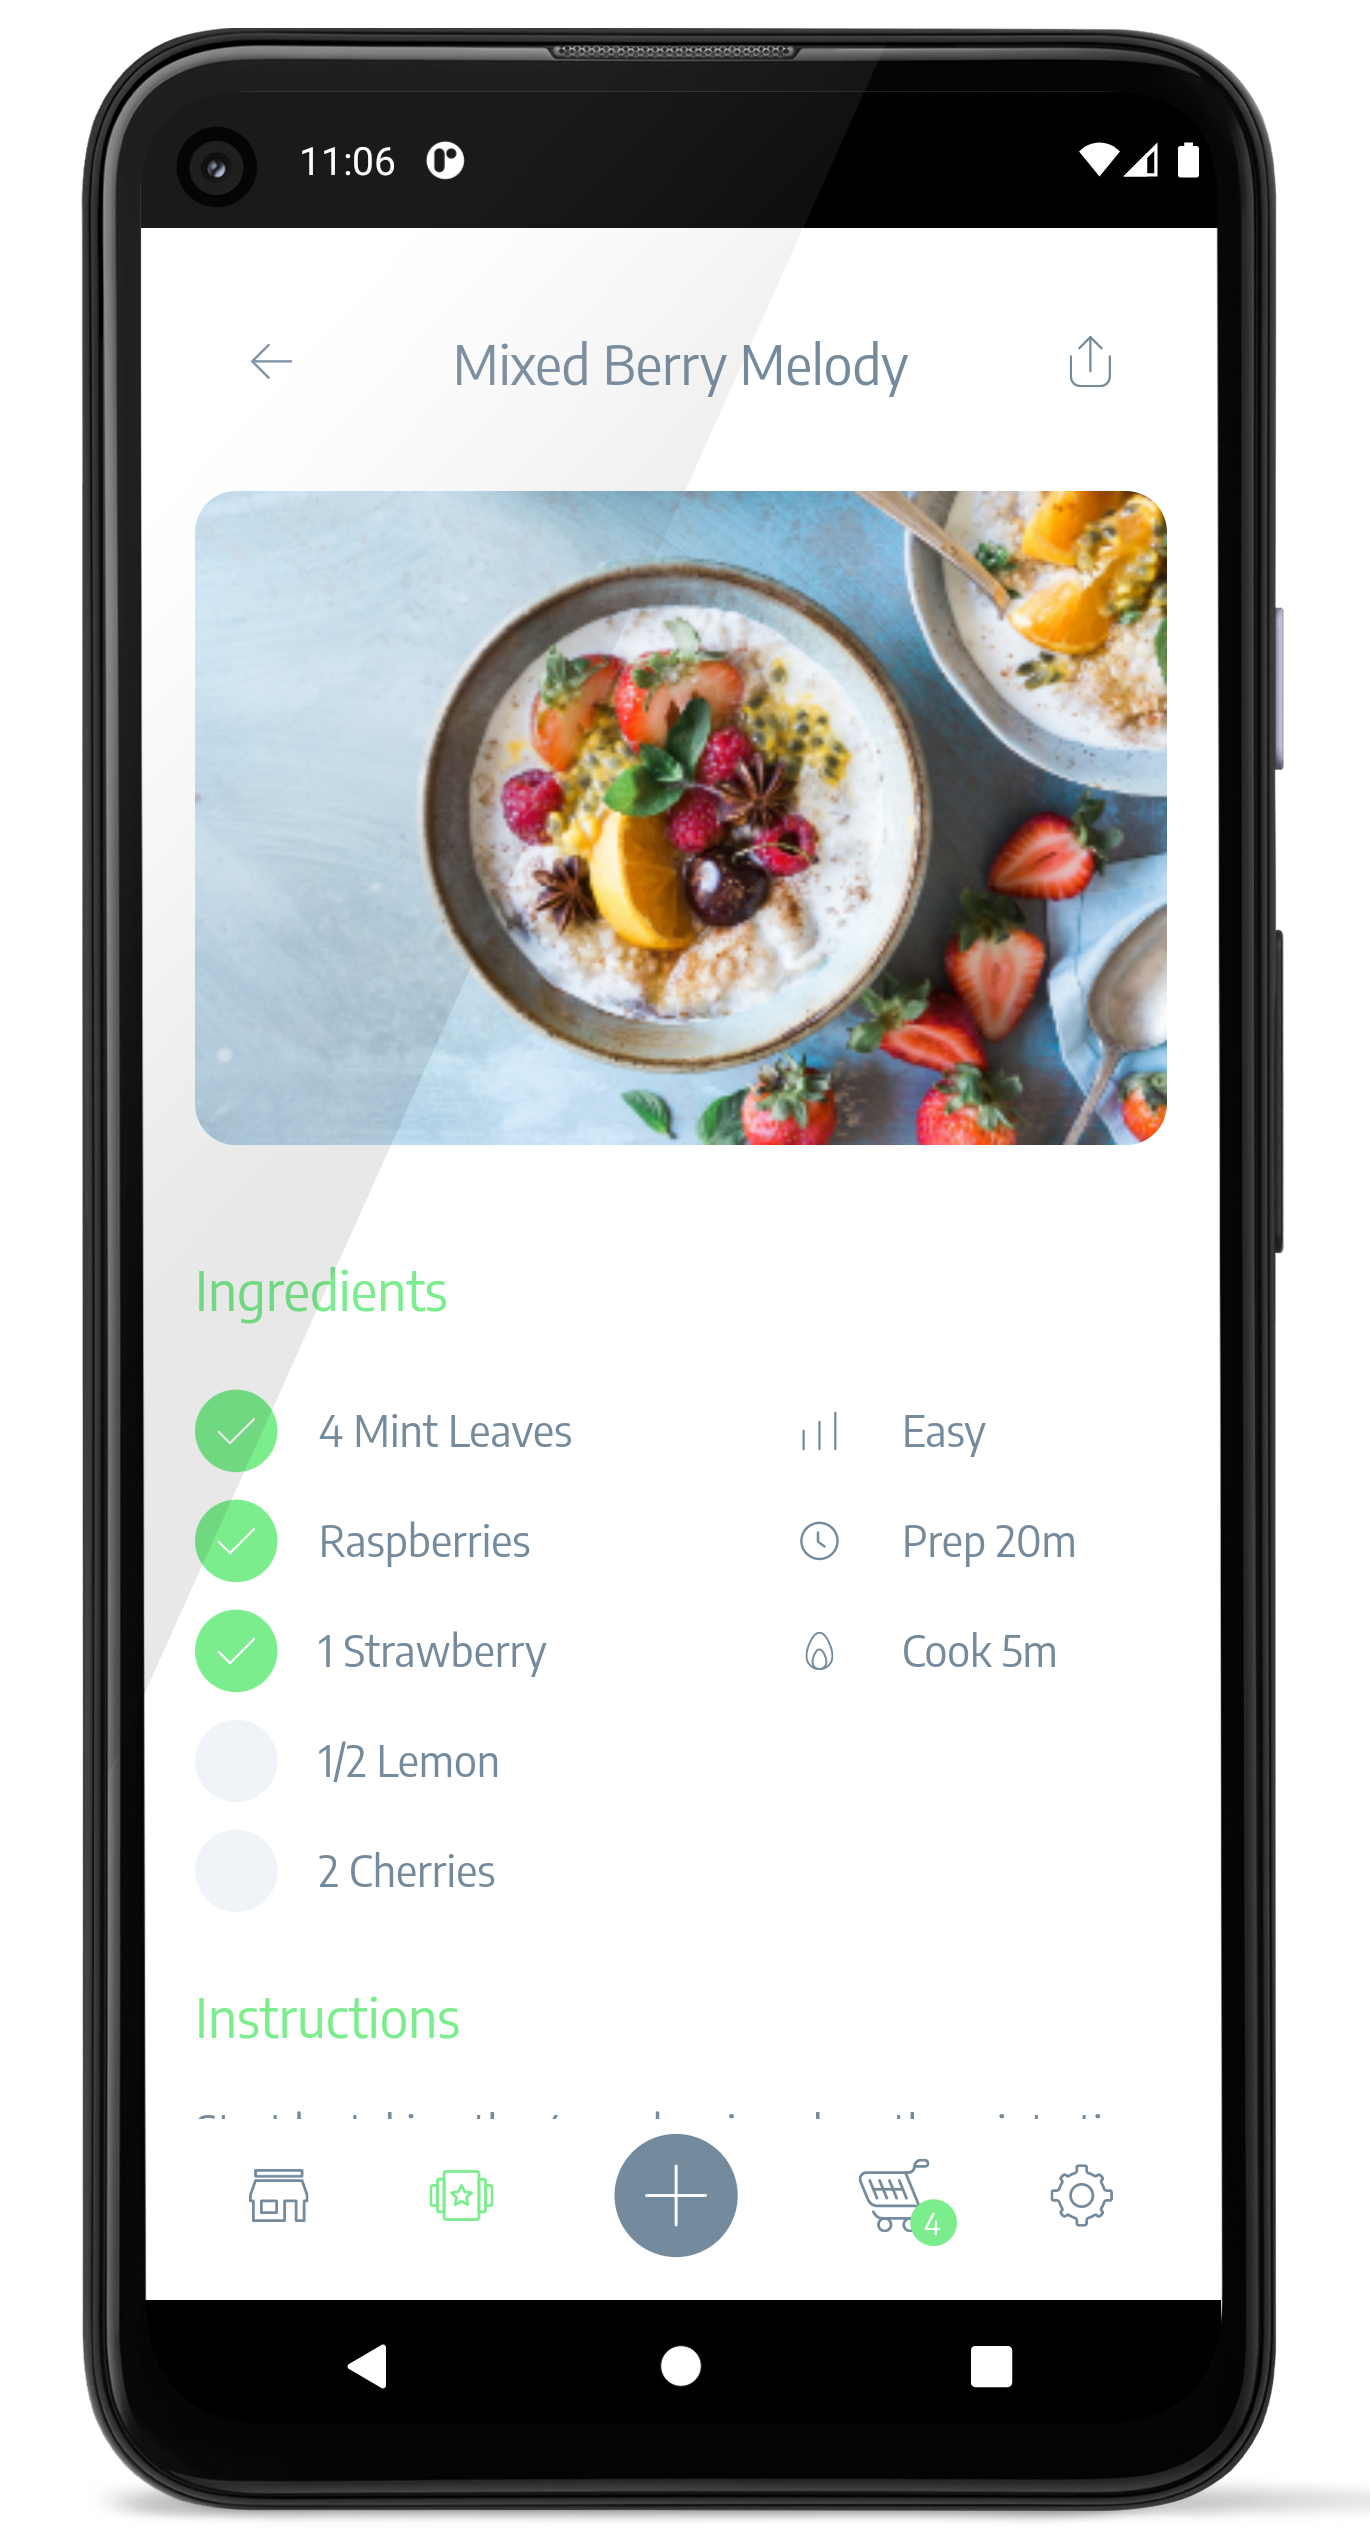 11:06
Mixed Berry Melody
Ingredients
4 Mint Leaves
Easy
Raspberries
Prep 20m
1 Strawberry
Cook 5m
1/2 Lemon
2 Cherries
Instructions
4